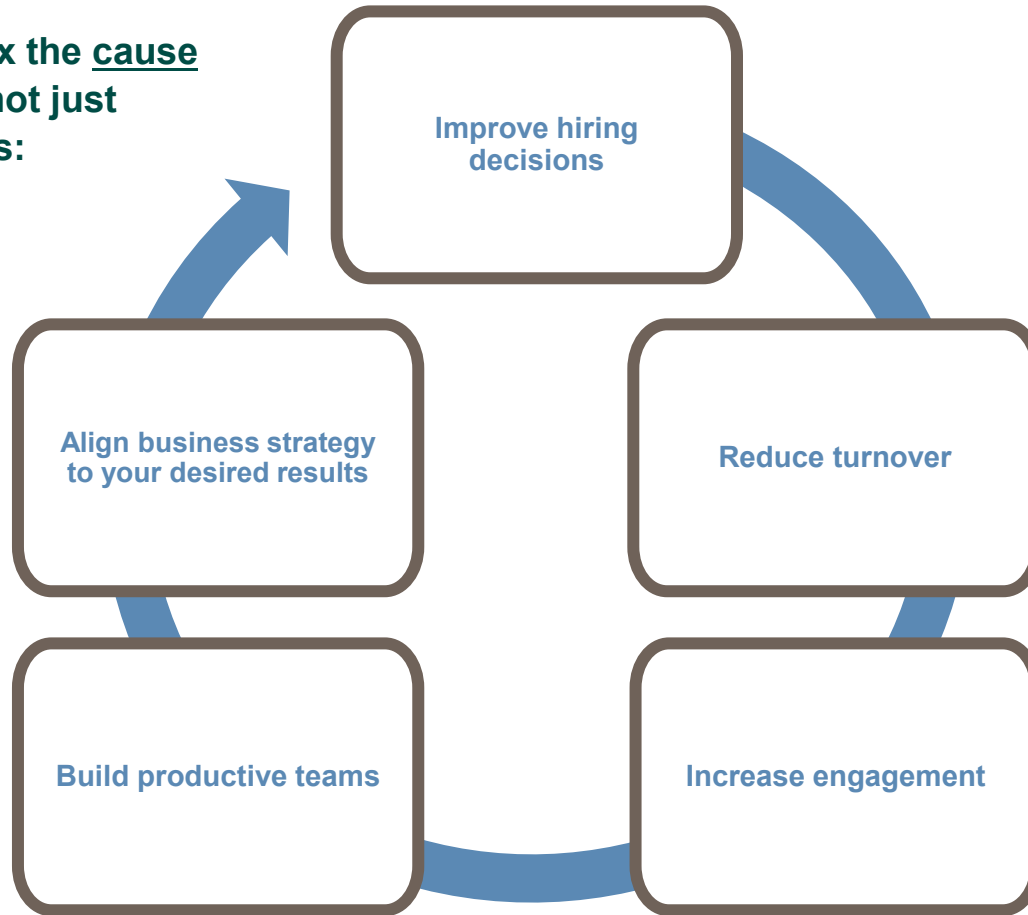 x the cause
not just
s:
Improve hiring
decisions
Reduce turnover
Increase engagement
Build productive teams
Align business strategy
to your desired results